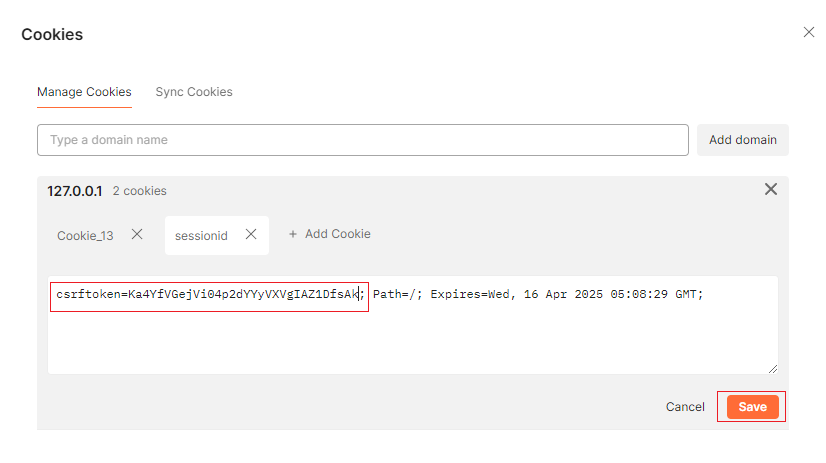 Cookies
Manage Cookies Sync Cookies
Type a domain name Add domain
127.0.0.1 2 cookies
Cookie_13 sessionid + Add Cookie
csrftoken=Ka4YfVGejVi04p2dYYyVXVgIAZ1DfsAk; Path=/; Expires=Wed, 16 Apr 2025 05:08:29 GMT;
Cancel Save